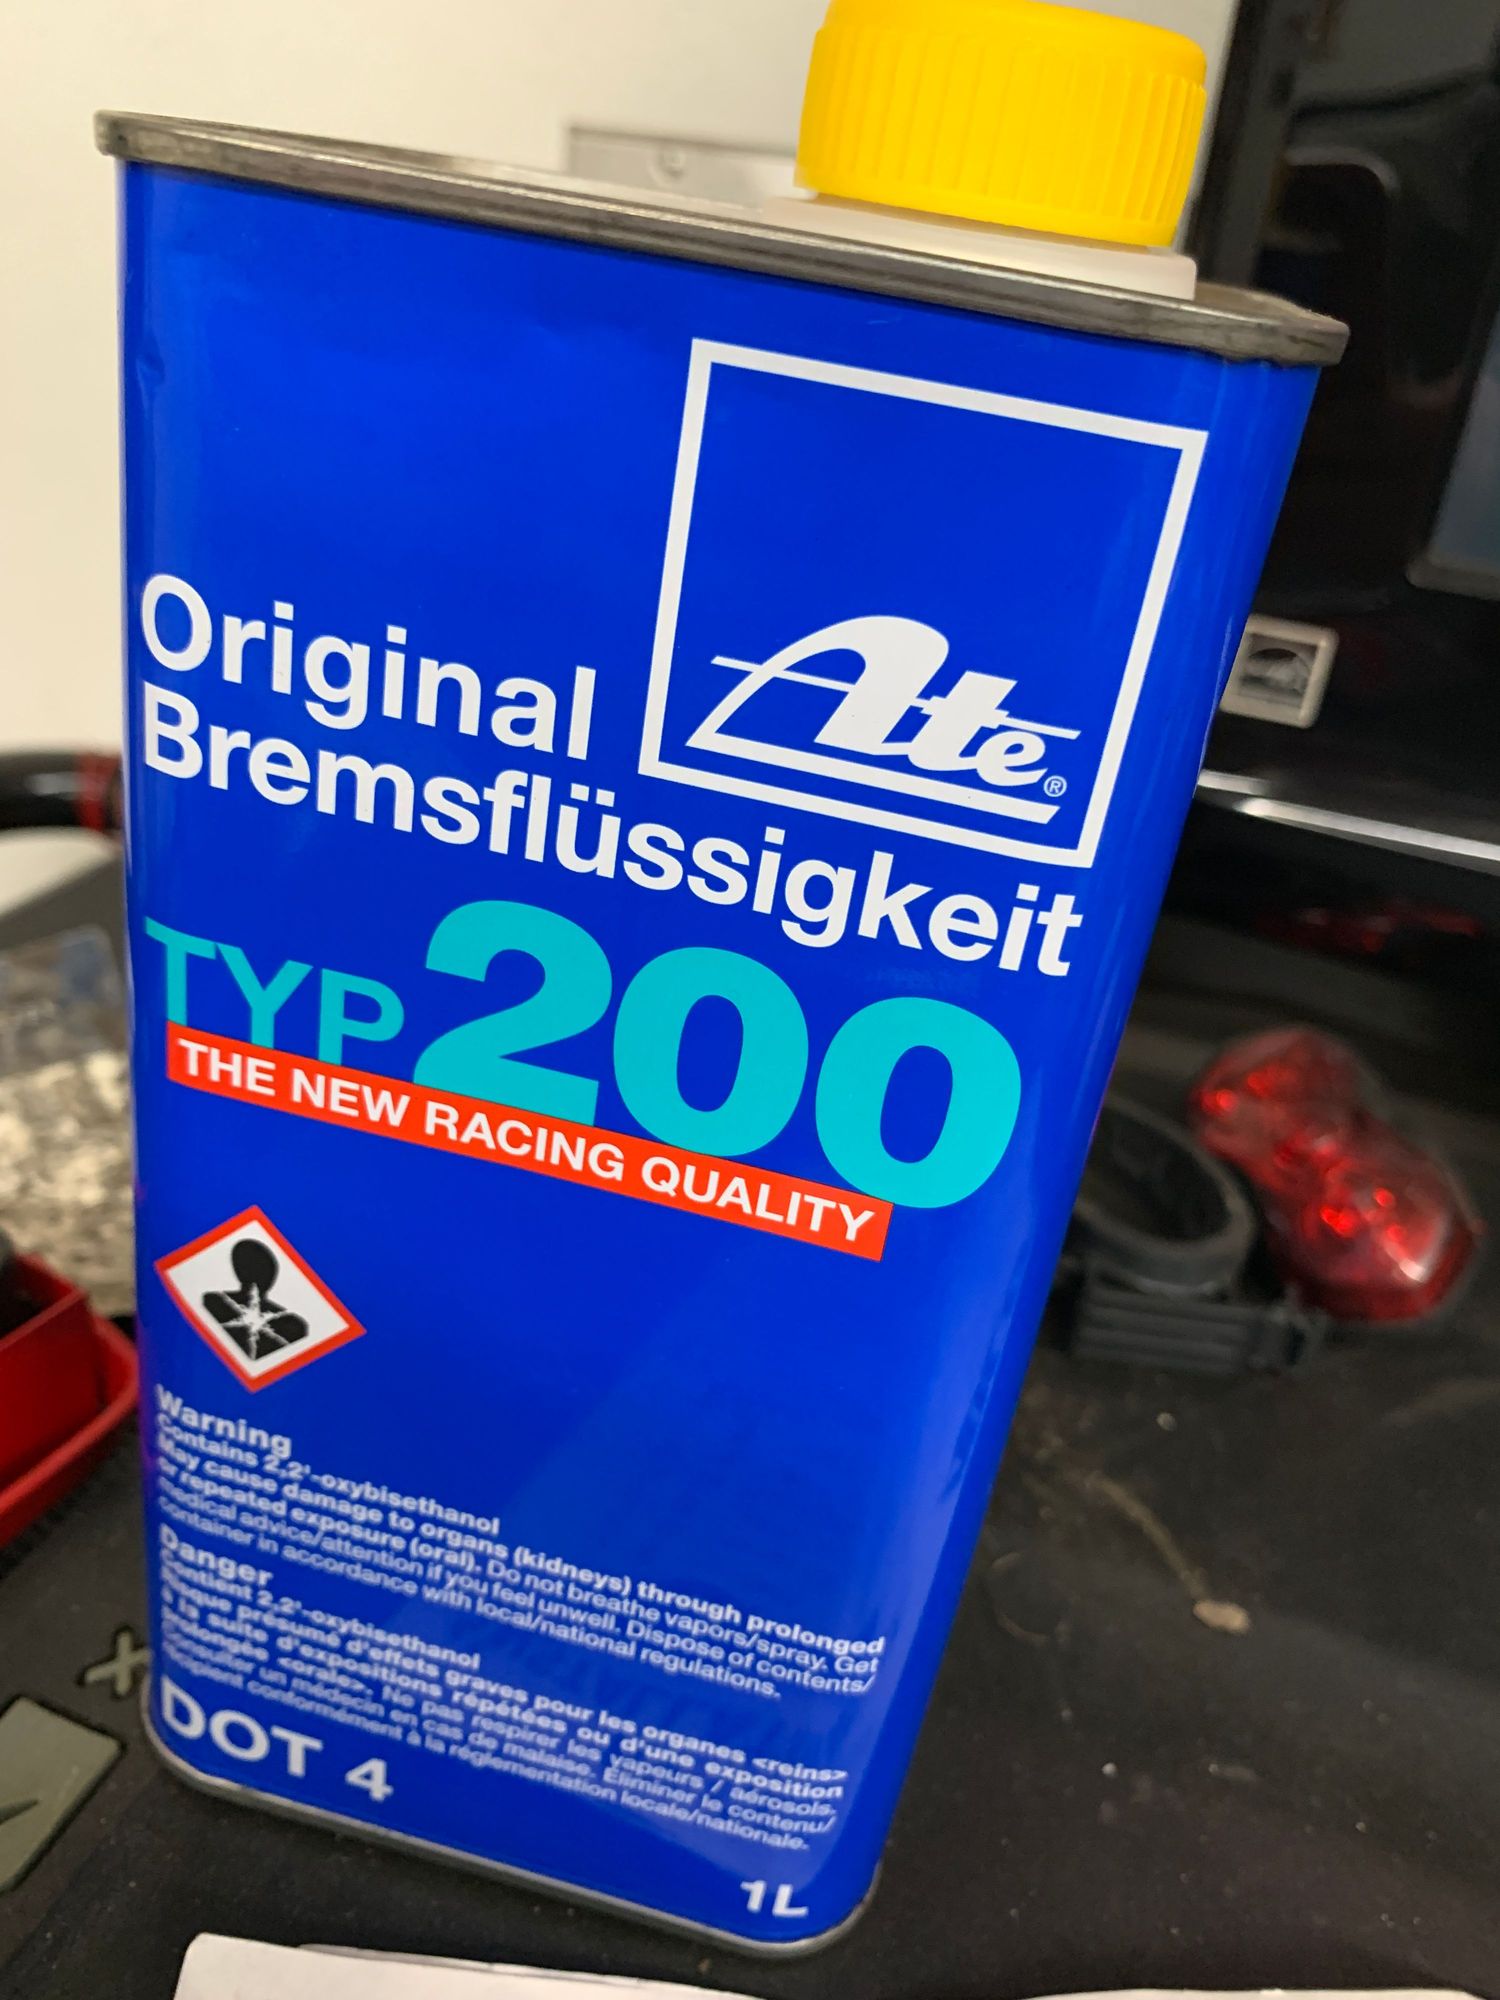 Ate®
Original
Bremsflüssigkeit
TYP 200
THE NEW RACING QUALITY
Warning
Contains 2,2'-oxybisethanol
May cause damage to organs (kidneys) through prolonged
or repeated exposure (oral). Do not breathe vapors/spray. Get
medical advice/attention if you feel unwell. Dispose of contents/
container in accordance with local/national regulations.
Danger
Contient 2,2'-oxybisethanol
Risque présumé d'effets graves pour les organes <reins>
à la suite d'expositions répétées ou d'une exposition
prolongée <orale>. Ne pas respirer les vapeurs / aérosols.
Consulter un médecin en cas de malaise. Éliminer le contenu/
récipient conformément à la réglementation locale/nationale.
DOT 4
1L